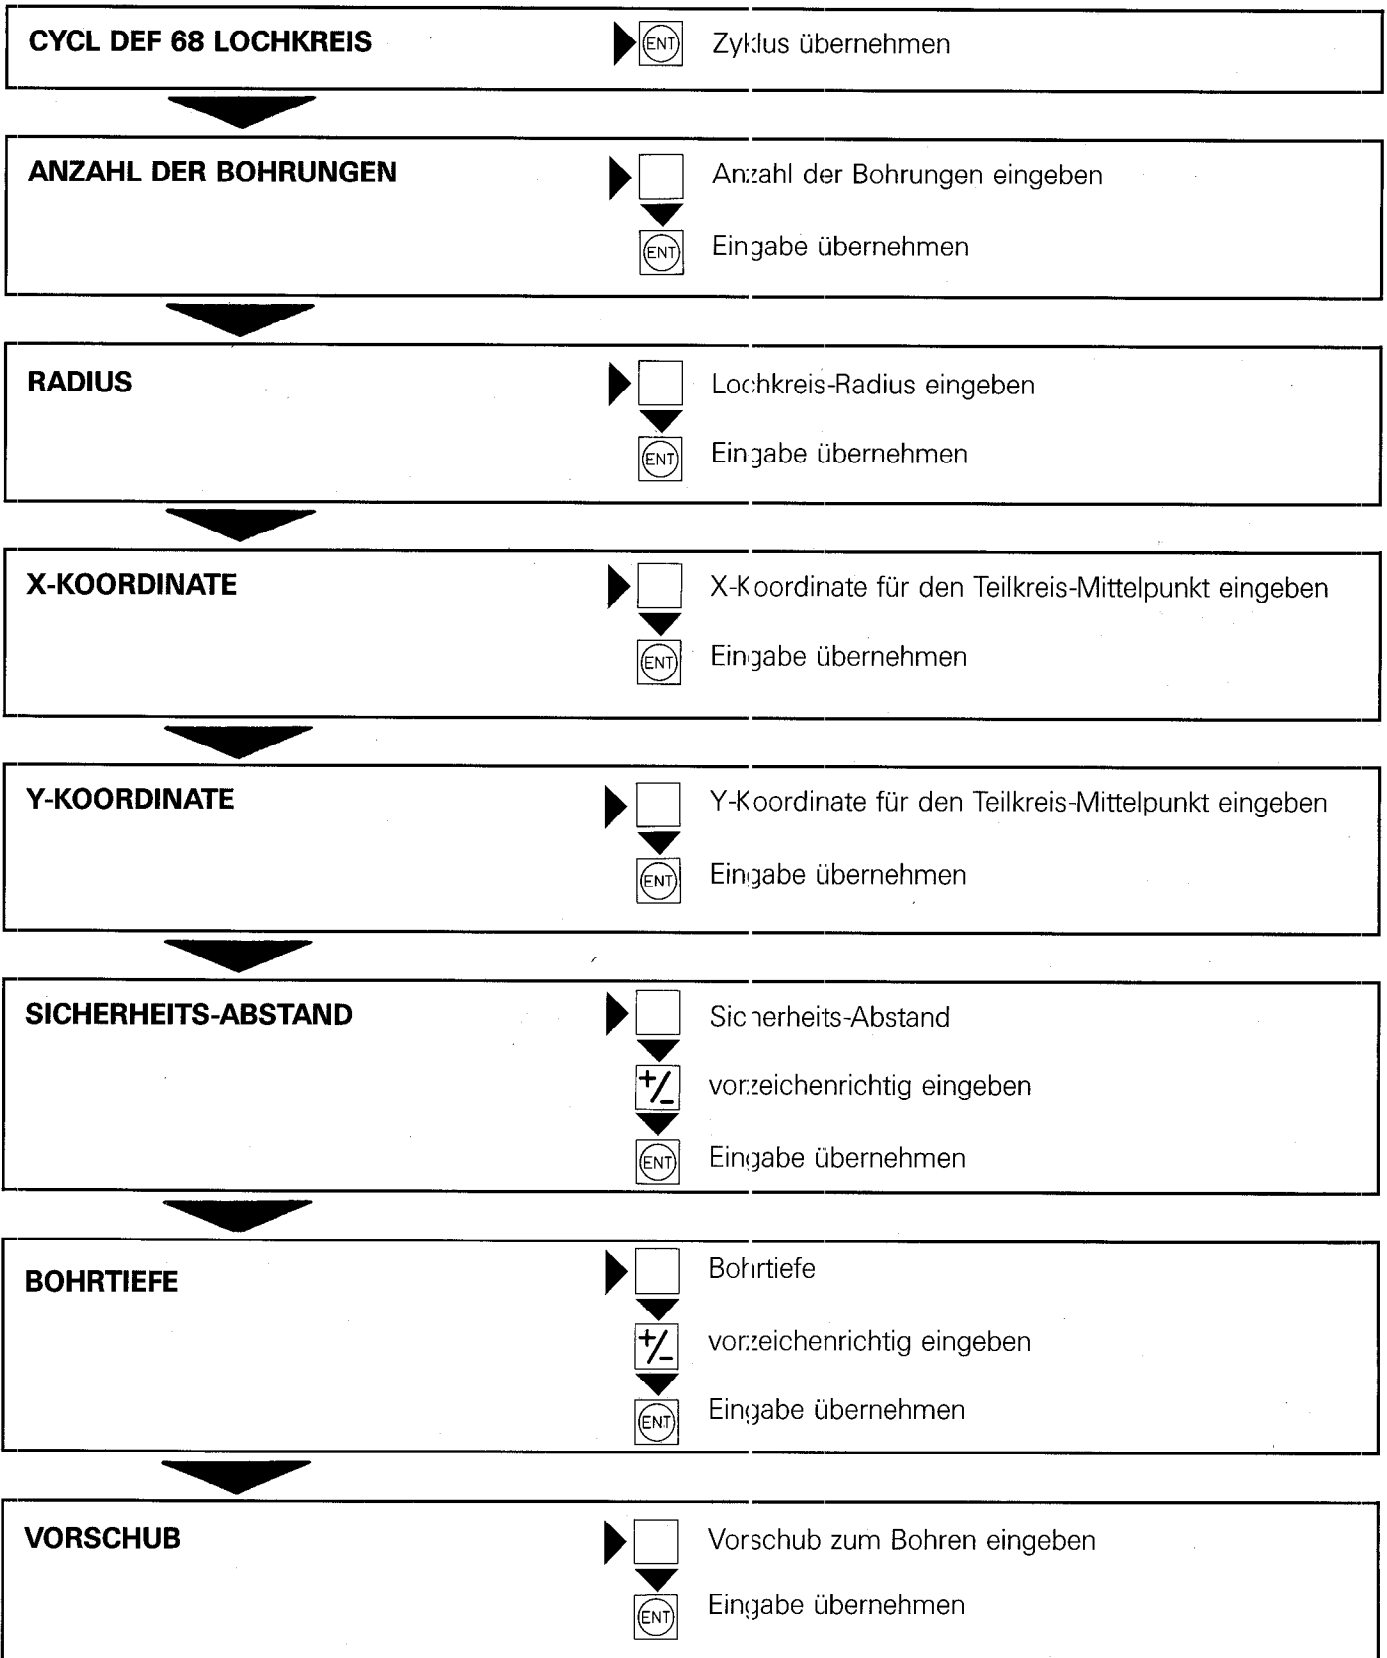 CYCL DEF 68 LOCHKREIS
ENT Zyklus übernehmen
ANZAHL DER BOHRUNGEN
Anzahl der Bohrungen eingeben
ENT Eingabe übernehmen
RADIUS
Lochkreis-Radius eingeben
ENT Eingabe übernehmen
X-KOORDINATE
X-Koordinate für den Teilkreis-Mittelpunkt eingeben
ENT Eingabe übernehmen
Y-KOORDINATE
Y-Koordinate für den Teilkreis-Mittelpunkt eingeben
ENT Eingabe übernehmen
SICHERHEITS-ABSTAND
Sicherheits-Abstand
+/- vorzeichenrichtig eingeben
ENT Eingabe übernehmen
BOHRTIEFE
Bohrtiefe
+/- vorzeichenrichtig eingeben
ENT Eingabe übernehmen
VORSCHUB
Vorschub zum Bohren eingeben
ENT Eingabe übernehmen